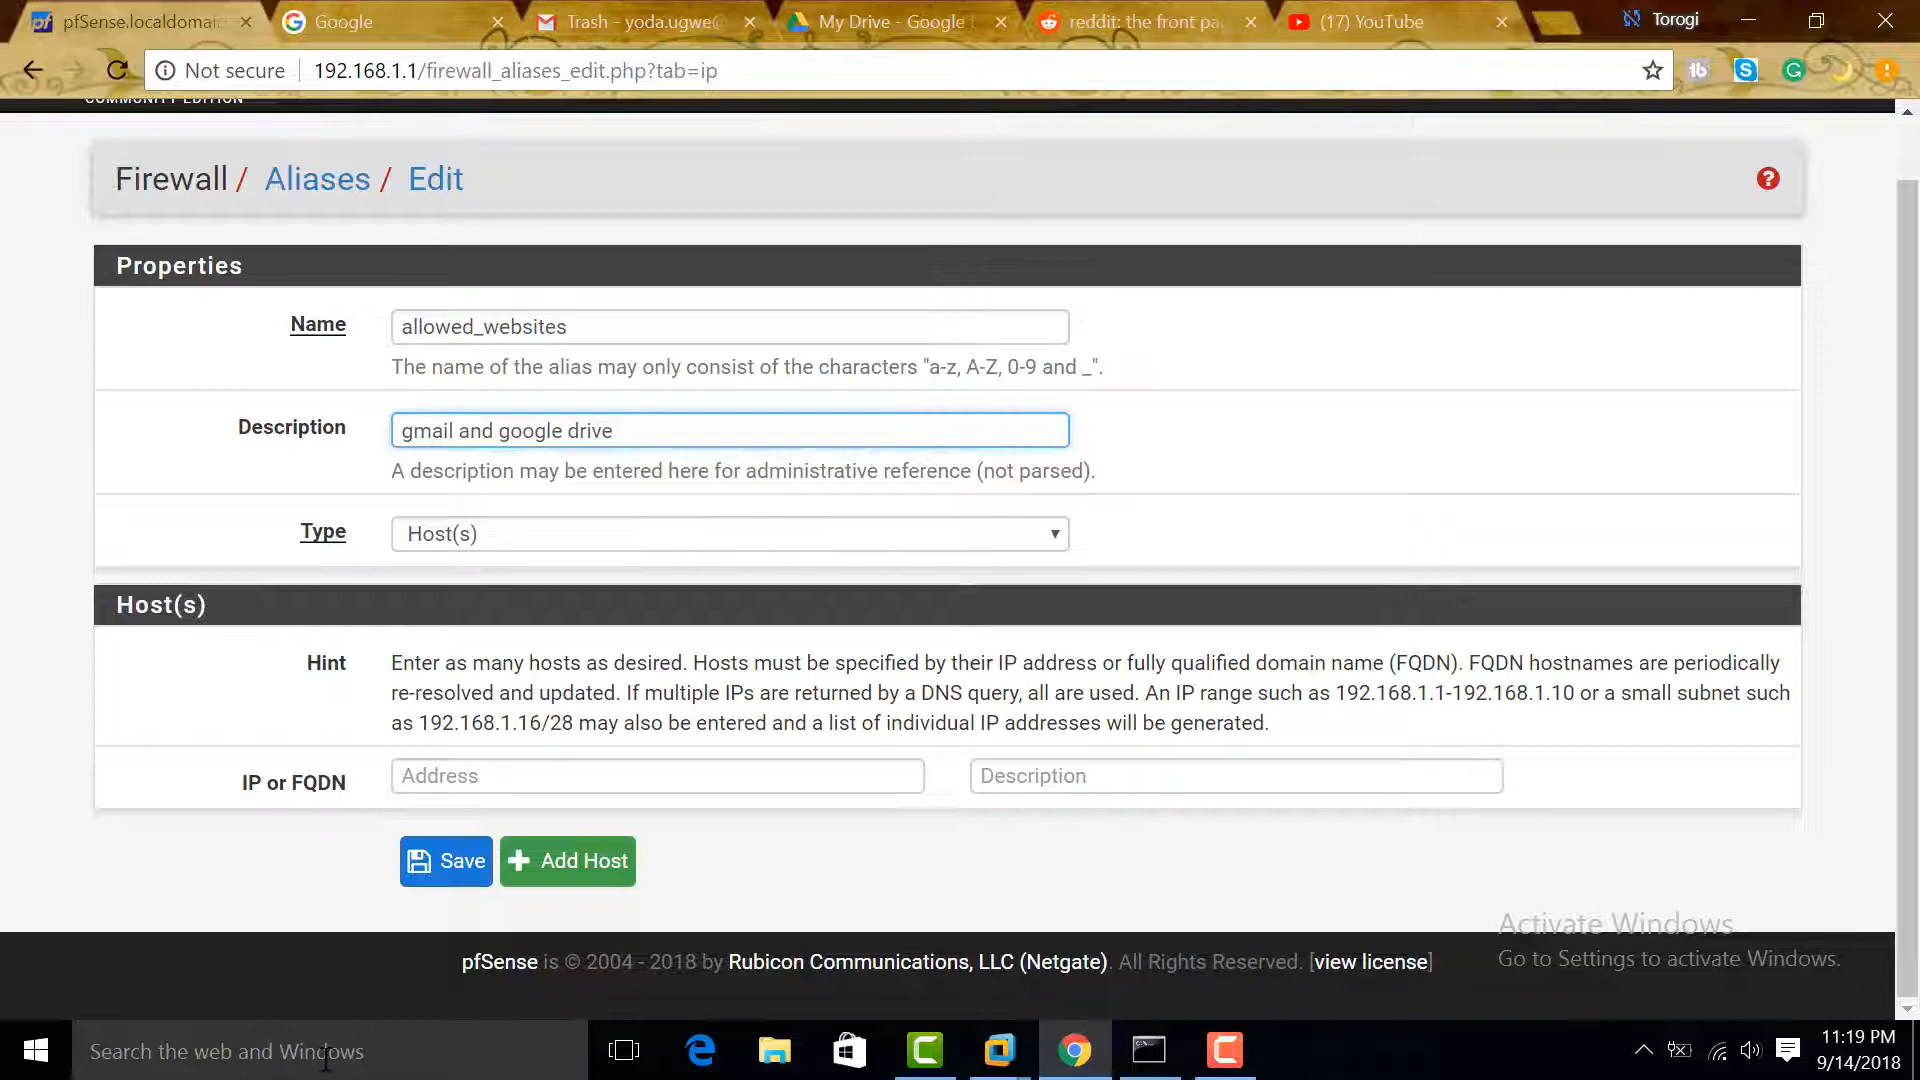 pfSense.localdomai
Google
Trash - yoda.ugwe@
My Drive - Google
reddit: the front pa
(17) YouTube
Torogi
Not secure
192.168.1.1/firewall_aliases_edit.php?tab=ip
COMMUNITY EDITION
Firewall / Aliases / Edit
Properties
Name
allowed_websites
The name of the alias may only consist of the characters "a-z, A-Z, 0-9 and _".
Description
gmail and google drive
A description may be entered here for administrative reference (not parsed).
Type
Host(s)
Host(s)
Hint
Enter as many hosts as desired. Hosts must be specified by their IP address or fully qualified domain name (FQDN). FQDN hostnames are periodically
re-resolved and updated. If multiple IPs are returned by a DNS query, all are used. An IP range such as 192.168.1.1-192.168.1.10 or a small subnet such
as 192.168.1.16/28 may also be entered and a list of individual IP addresses will be generated.
IP or FQDN
Address
Description
Save
Add Host
Activate Windows
Go to Settings to activate Windows.
pfSense is © 2004 - 2018 by Rubicon Communications, LLC (Netgate). All Rights Reserved. [view license]
Search the web and Windows
11:19 PM
9/14/2018